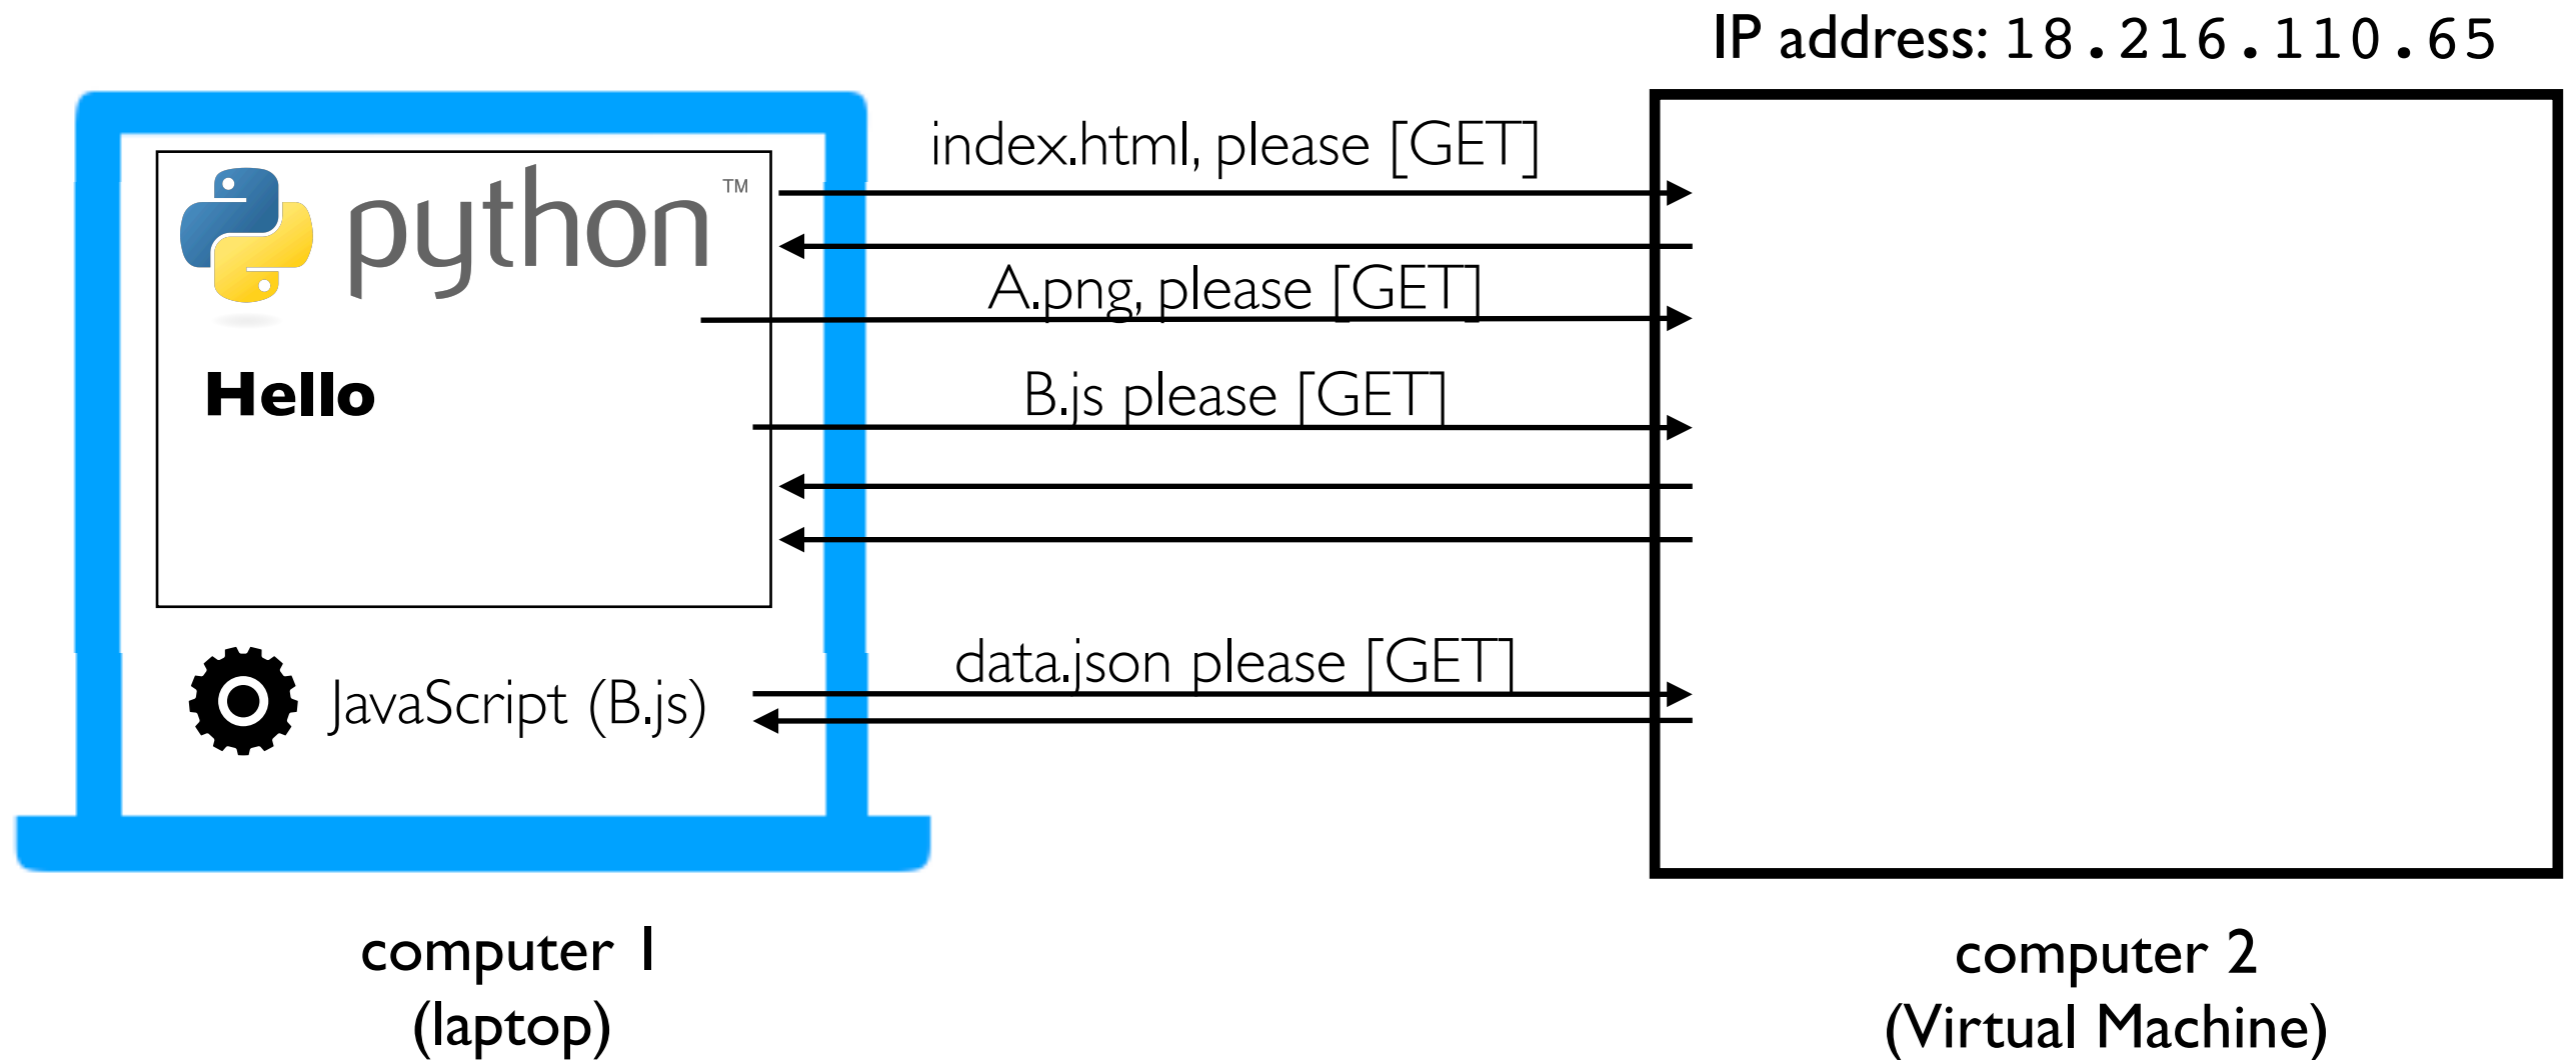 IP address: 18.216.110.65
index.html, please [GET]
python™
A.png, please [GET]
Hello
B.js please [GET]
data.json please [GET]
JavaScript (B.js)
computer 1
(laptop)
computer 2
(Virtual Machine)